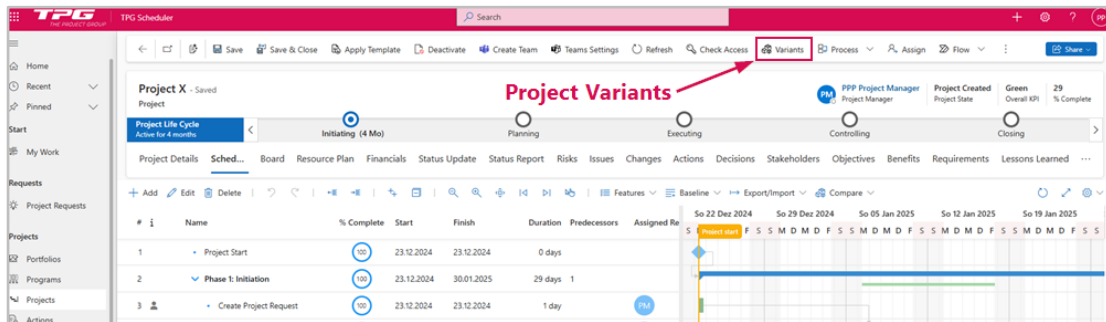 TPG
THE PROJECT GROUP
TPG Scheduler
Search
PP
Save
Save & Close
Apply Template
Deactivate
Create Team
Teams Settings
Refresh
Check Access
Variants
Process
Assign
Flow
Share
Home
Recent
Pinned
Start
My Work
Requests
Project Requests
Projects
Portfolios
Programs
Projects
Actions
Project X - Saved
Project
Project Variants
PM
PPP Project Manager
Project Manager
Project Created
Project State
Green
Overall KPI
29
% Complete
Project Life Cycle
Active for 4 months
Initiating (4 Mo)
Planning
Executing
Controlling
Closing
Project Details Sched... Board Resource Plan Financials Status Update Status Report Risks Issues Changes Actions Decisions Stakeholders Objectives Benefits Requirements Lessons Learned ...
Add Edit Delete Features Baseline Export/Import Compare
# i Name % Complete Start Finish Duration Predecessors Assigned Re
So 22 Dez 2024 So 29 Dez 2024 So 05 Jan 2025 So 12 Jan 2025 So 19 Jan 2025
S Project start F S S M D M D F S S M D M D F S S M D M D F S S M D M D F S S
1 Project Start 100 23.12.2024 23.12.2024 0 days
2 Phase 1: Initiation 100 23.12.2024 30.01.2025 29 days 1
3 Create Project Request 100 23.12.2024 23.12.2024 1 day PM